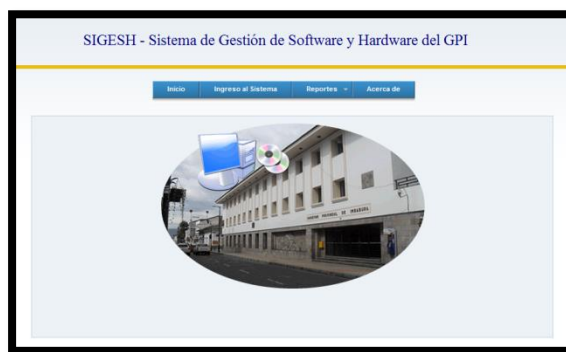 SIGESH - Sistema de Gestión de Software y Hardware del GPI
Inicio Ingreso al Sistema Reportes Acerca de